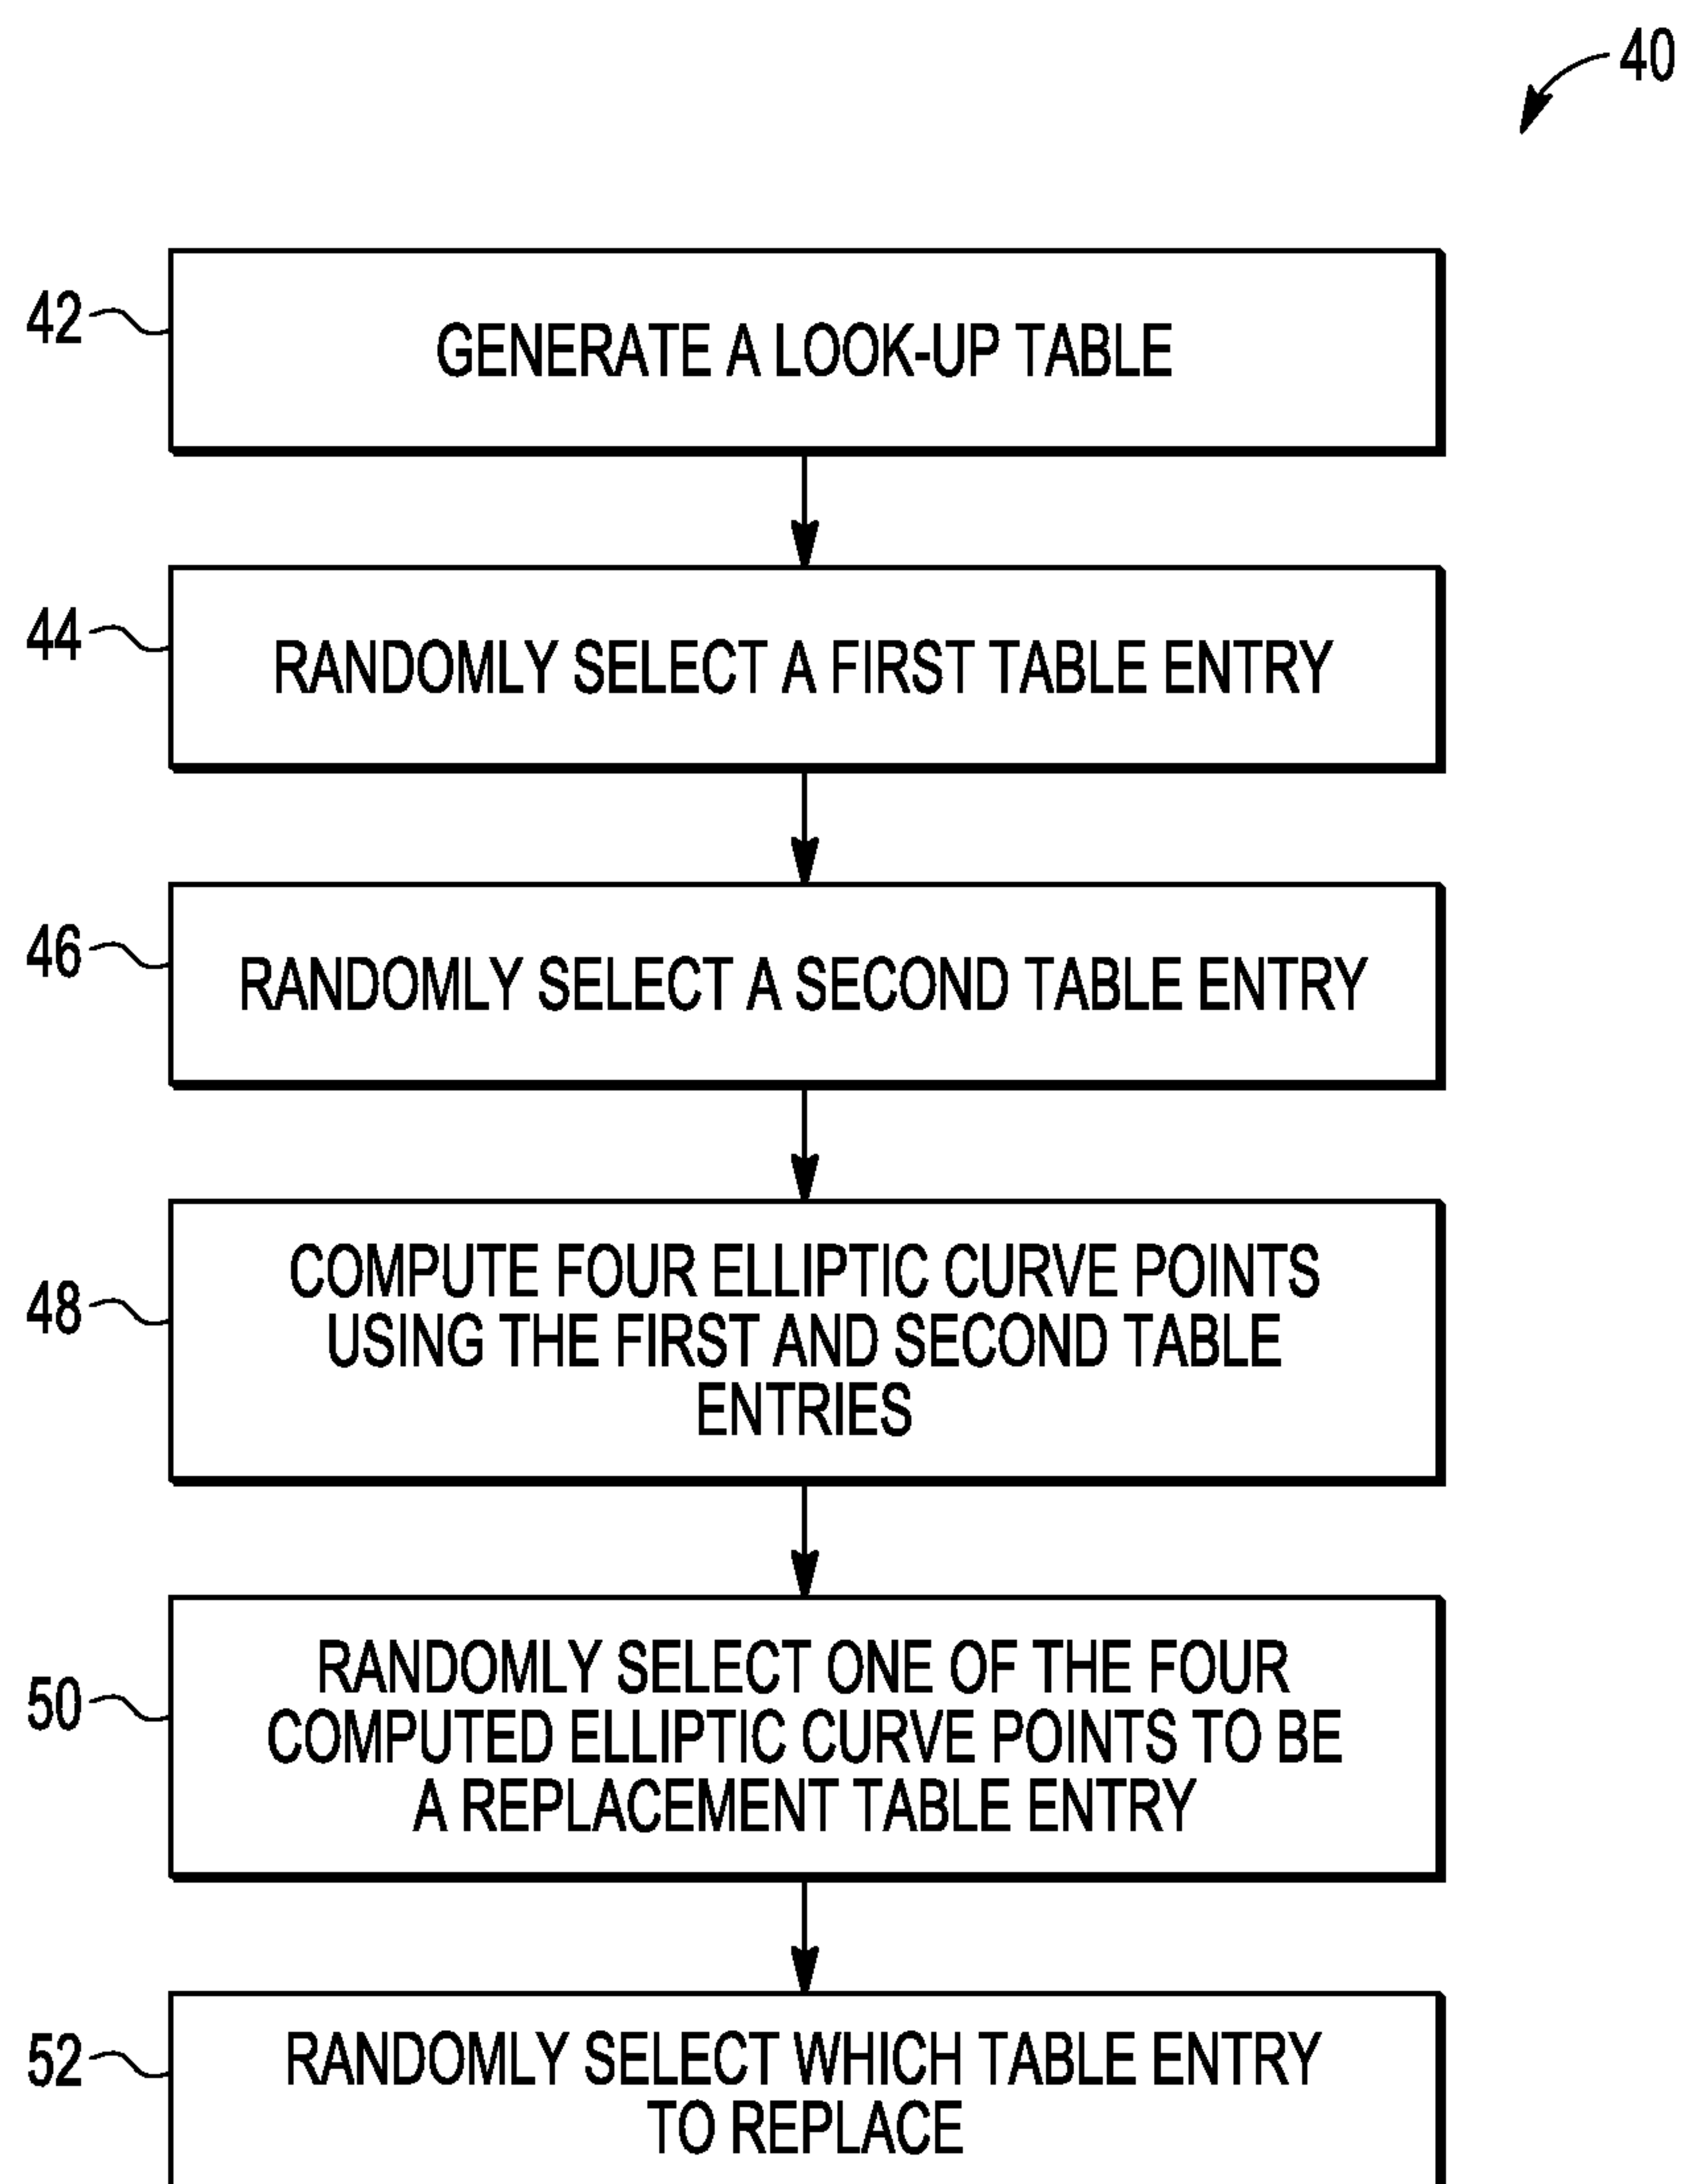 40
42
GENERATE A LOOK-UP TABLE
44
RANDOMLY SELECT A FIRST TABLE ENTRY
46
RANDOMLY SELECT A SECOND TABLE ENTRY
48
COMPUTE FOUR ELLIPTIC CURVE POINTS
USING THE FIRST AND SECOND TABLE
ENTRIES
50
RANDOMLY SELECT ONE OF THE FOUR
COMPUTED ELLIPTIC CURVE POINTS TO BE
A REPLACEMENT TABLE ENTRY
52
RANDOMLY SELECT WHICH TABLE ENTRY
TO REPLACE